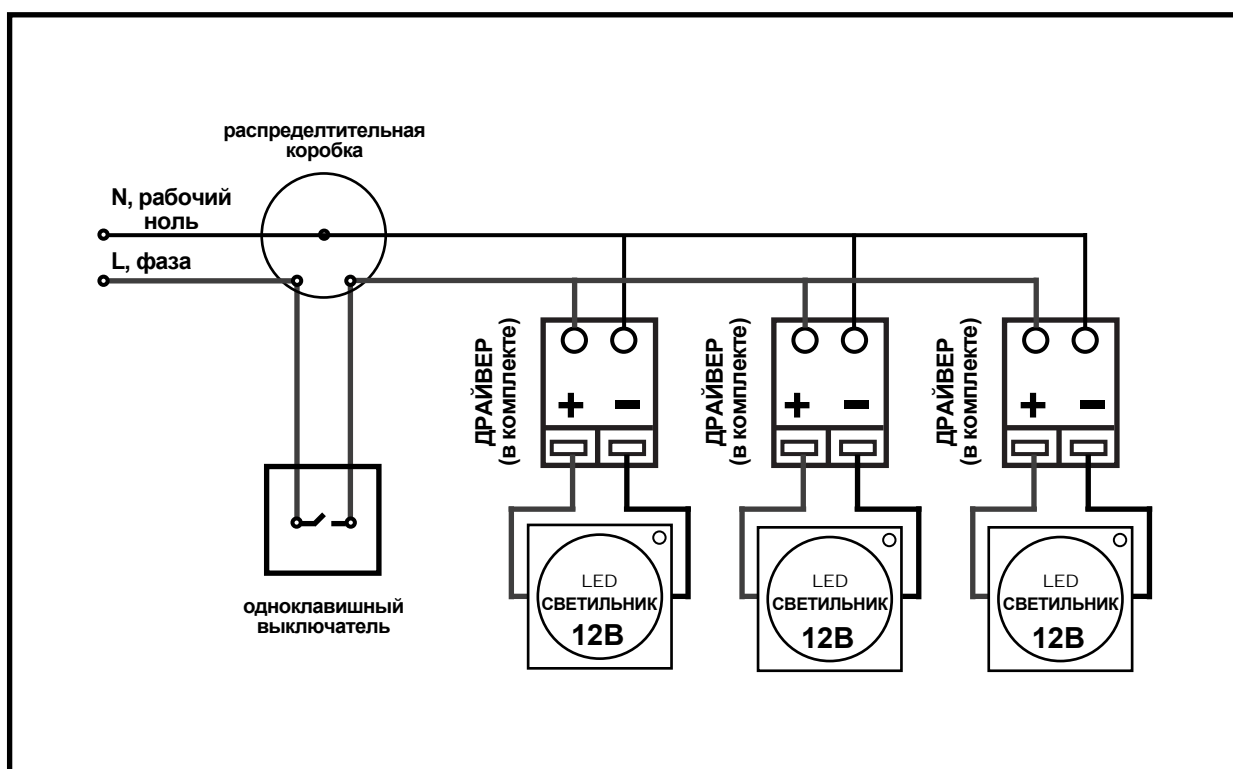 распределтительная
коробка
N, рабочий
ноль
L, фаза
ДРАЙВЕР
(в комплекте)
+ −
ДРАЙВЕР
(в комплекте)
+ −
ДРАЙВЕР
(в комплекте)
+ −
LED
СВЕТИЛЬНИК
12В
LED
СВЕТИЛЬНИК
12В
LED
СВЕТИЛЬНИК
12В
одноклавишный
выключатель